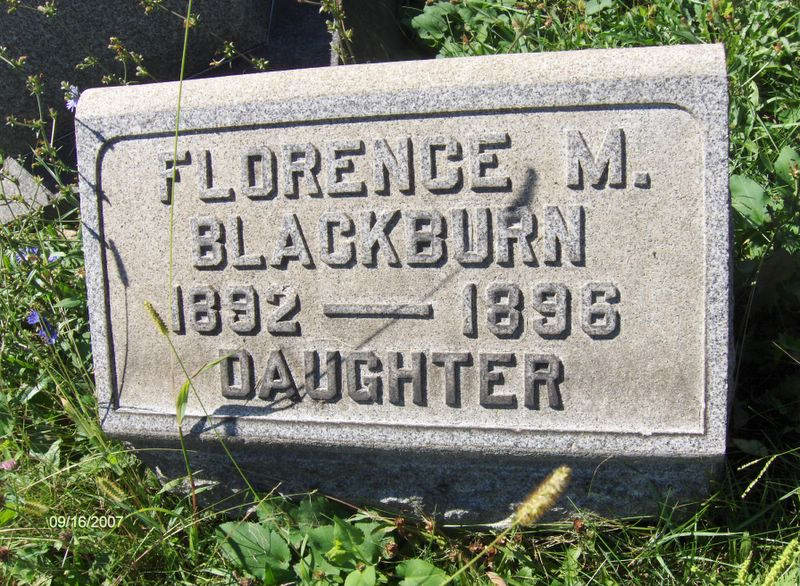 FLORENCE M.
BLACKBURN
1892 — 1896
DAUGHTER
09/16/2007